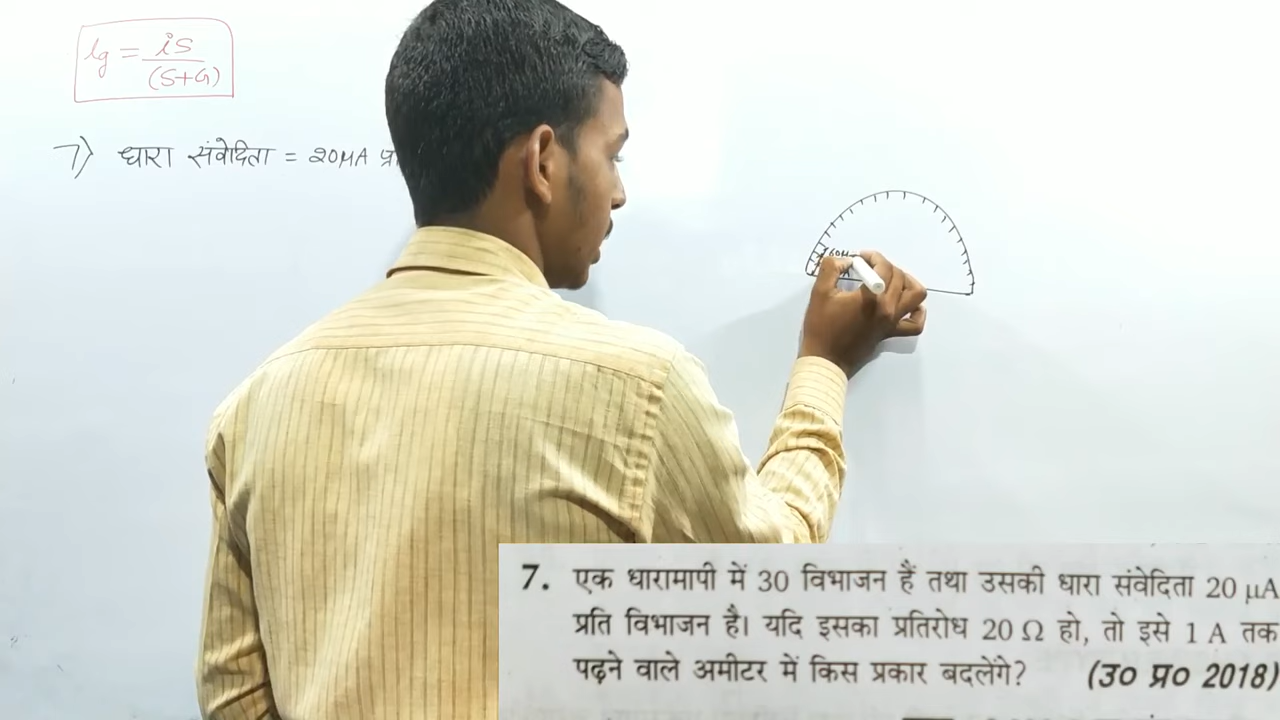 ig = is
(S+G)
7) धारा संवेदिता = 20μA
7. एक धारामापी में 30 विभाजन हैं तथा उसकी धारा संवेदिता 20 μA
प्रति विभाजन है। यदि इसका प्रतिरोध 20 Ω हो, तो इसे 1 A तक
पढ़ने वाले अमीटर में किस प्रकार बदलेंगे? (उ० प्र० 2018)